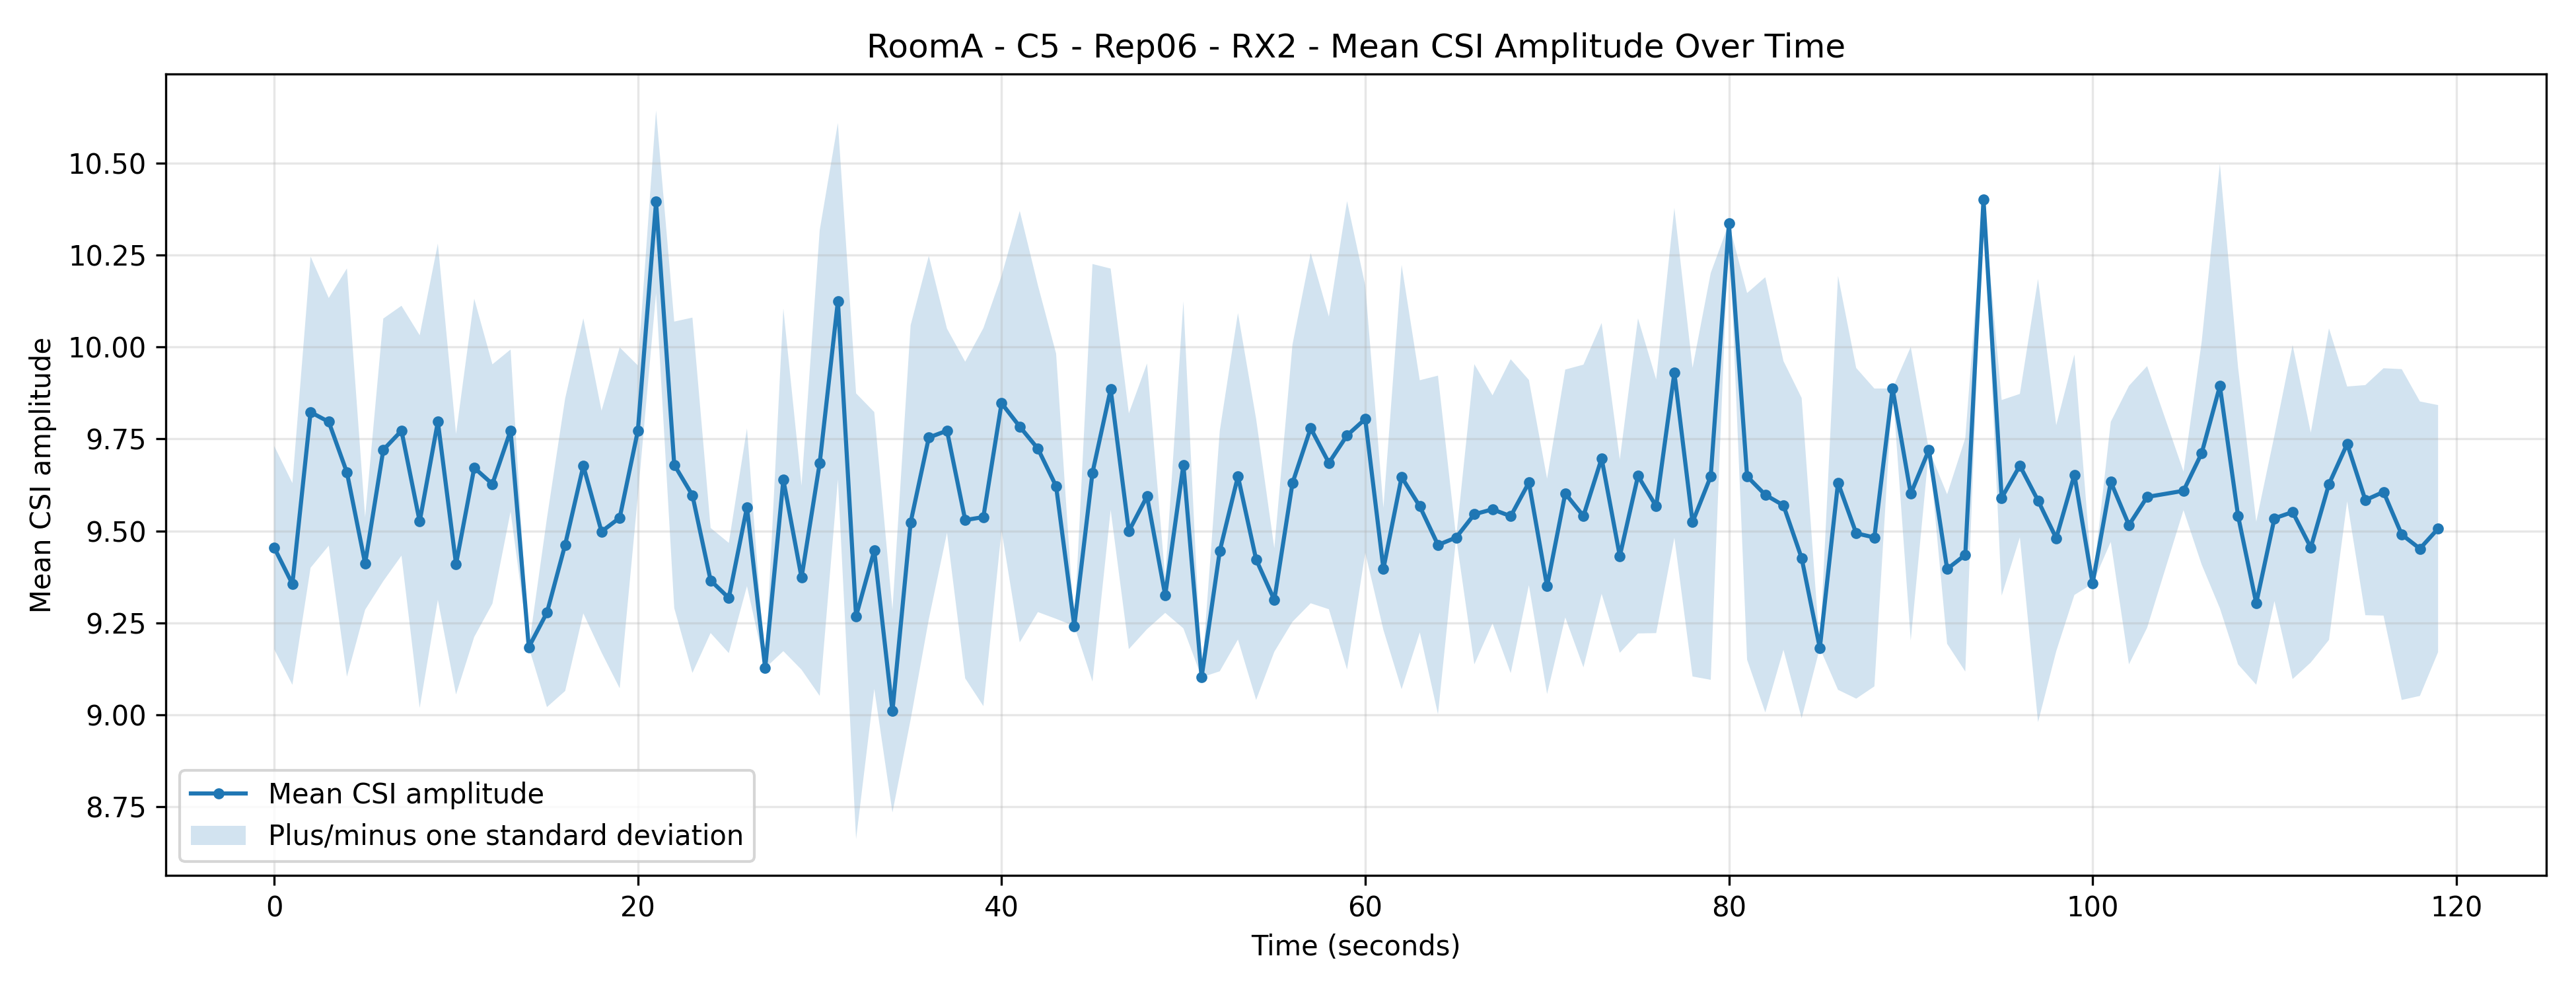 RoomA - C5 - Rep06 - RX2 - Mean CSI Amplitude Over Time
Mean CSI amplitude
10.50
10.25
10.00
9.75
9.50
9.25
9.00
8.75
Mean CSI amplitude
Plus/minus one standard deviation
0 20 40 60 80 100 120
Time (seconds)